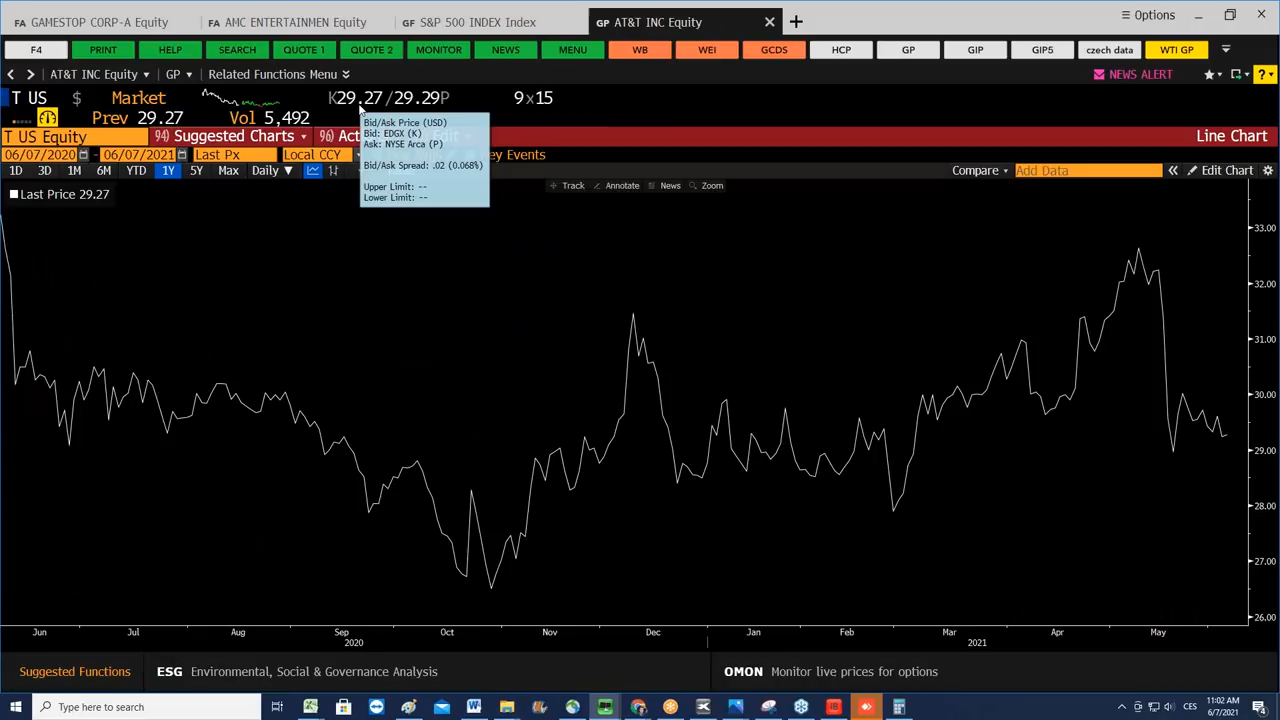 FA GAMESTOP CORP-A Equity FA AMC ENTERTAINMEN Equity GP S&P 500 INDEX Index GP AT&T INC Equity Options
F4 PRINT HELP SEARCH QUOTE 1 QUOTE 2 MONITOR NEWS MENU WB WEI GCDS HCP GP GIP GIP5 czech data WTI GP
AT&T INC Equity GP Related Functions Menu NEWS ALERT ?
T US $ Market K29.27/29.29P 9x15
Prev 29.27 Vol 5,492
T US Equity 94) Suggested Charts 96) Line Chart
06/07/2020 - 06/07/2021 Last Px Local CCY Events
1D 3D 1M 6M YTD 1Y 5Y Max Daily Compare Add Data Edit Chart
Bid/Ask Price (USD)
Bid: EDGX (K)
Ask: NYSE Arca (P)
Bid/Ask Spread: .02 (0.068%)
Upper Limit: --
Lower Limit: --
Track Annotate News Zoom
Last Price 29.27
33.00
32.00
31.00
30.00
29.00
28.00
27.00
26.00
Jun Jul Aug Sep Oct Nov Dec Jan Feb Mar Apr May
2020 2021
Suggested Functions ESG Environmental, Social & Governance Analysis OMON Monitor live prices for options
Type here to search CES 11:02 AM
6/7/2021